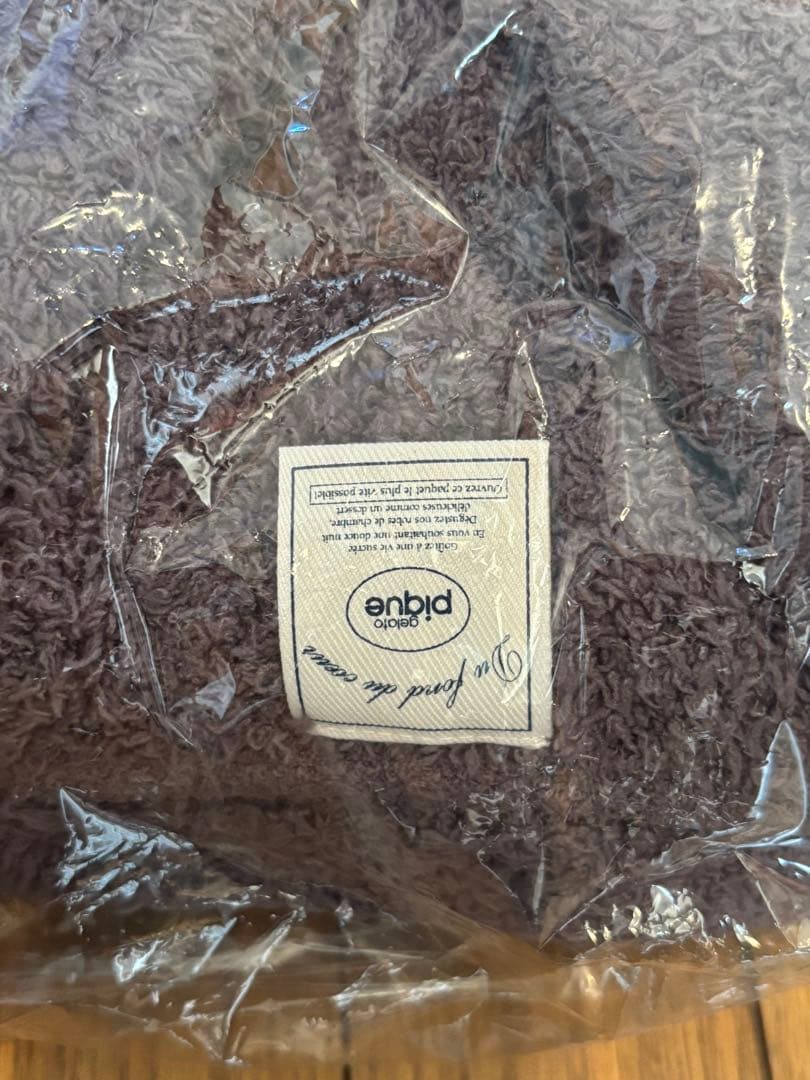 Du fond du cœur
gelato
pique
Goûtez à une vie sucrée
En vous souhaitant une douce nuit
Dégustez nos robes de chambre
délicieuses comme un dessert
Ouvrez ce paquet le plus vite possible!